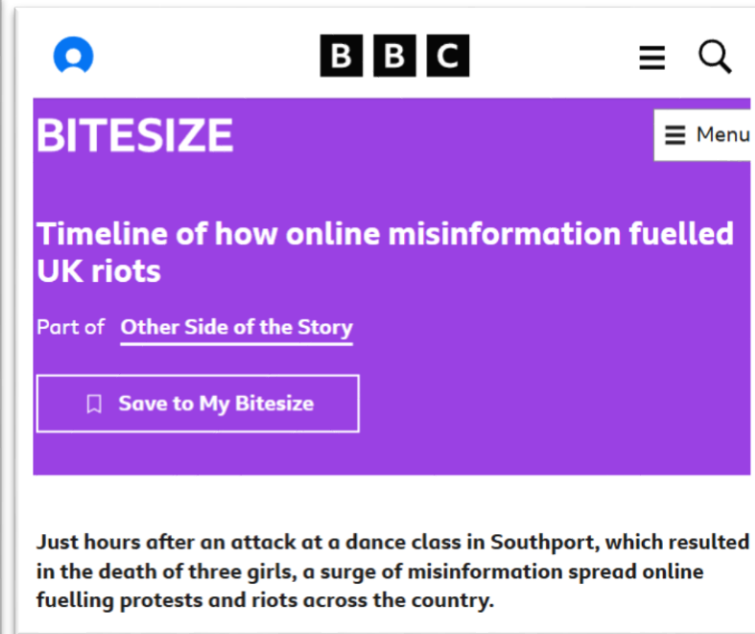 BBC
BITESIZE
Menu
Timeline of how online misinformation fuelled
UK riots
Part of Other Side of the Story
Save to My Bitesize
Just hours after an attack at a dance class in Southport, which resulted
in the death of three girls, a surge of misinformation spread online
fuelling protests and riots across the country.